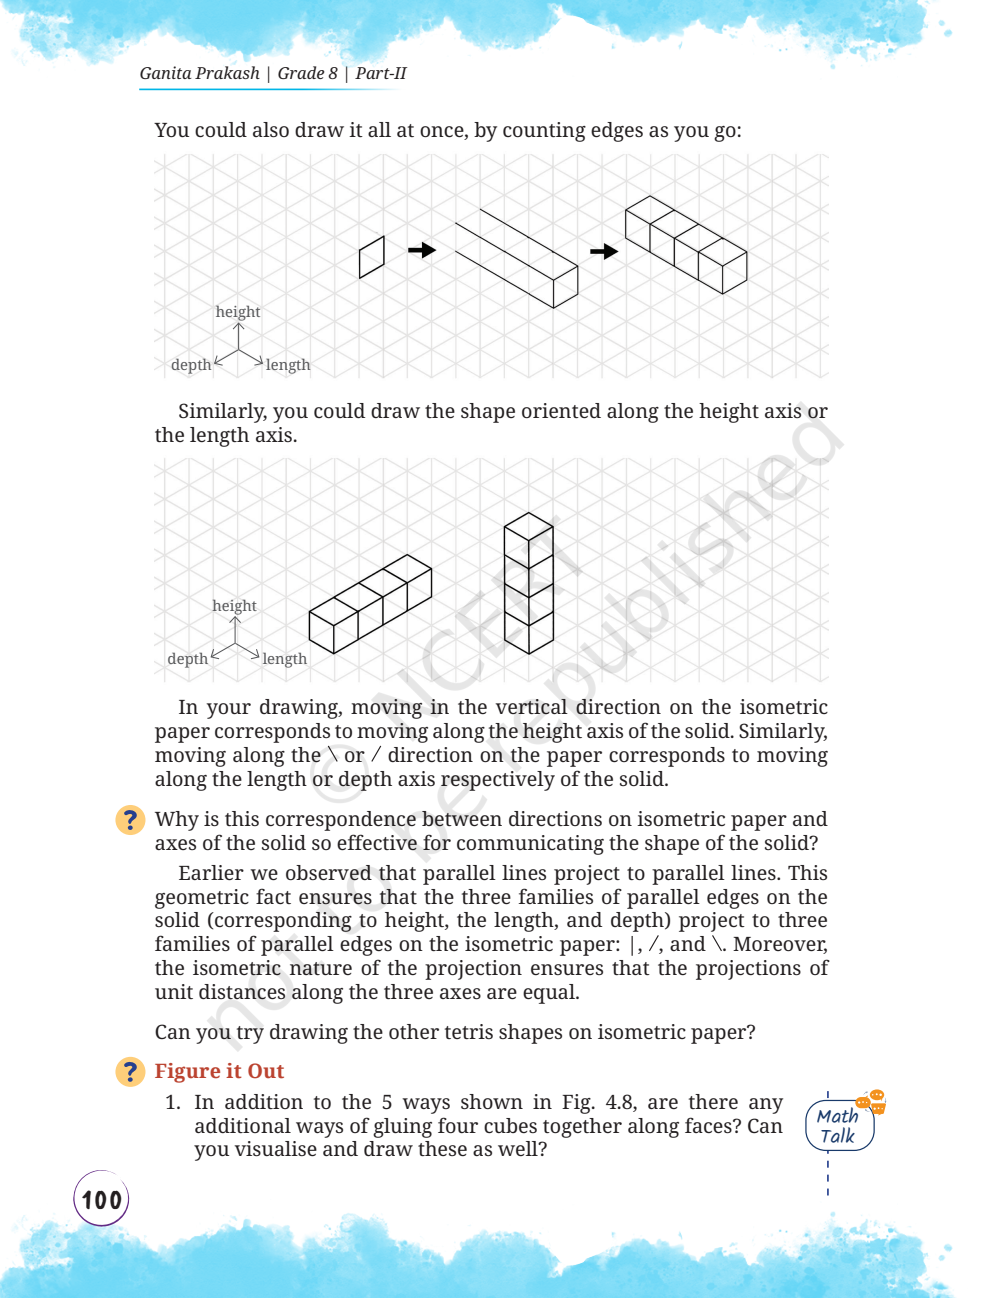 Ganita Prakash | Grade 8 | Part-II
You could also draw it all at once, by counting edges as you go:
height
depth
length
Similarly, you could draw the shape oriented along the height axis or
the length axis.
height
depth
length
In your drawing, moving in the vertical direction on the isometric
paper corresponds to moving along the height axis of the solid. Similarly,
moving along the \ or / direction on the paper corresponds to moving
along the length or depth axis respectively of the solid.
? Why is this correspondence between directions on isometric paper and
axes of the solid so effective for communicating the shape of the solid?
Earlier we observed that parallel lines project to parallel lines. This
geometric fact ensures that the three families of parallel edges on the
solid (corresponding to height, the length, and depth) project to three
families of parallel edges on the isometric paper: |, /, and \. Moreover,
the isometric nature of the projection ensures that the projections of
unit distances along the three axes are equal.
Can you try drawing the other tetris shapes on isometric paper?
? Figure it Out
1. In addition to the 5 ways shown in Fig. 4.8, are there any
additional ways of gluing four cubes together along faces? Can
you visualise and draw these as well?
Math
Talk
100
© NCERT
not to be republished